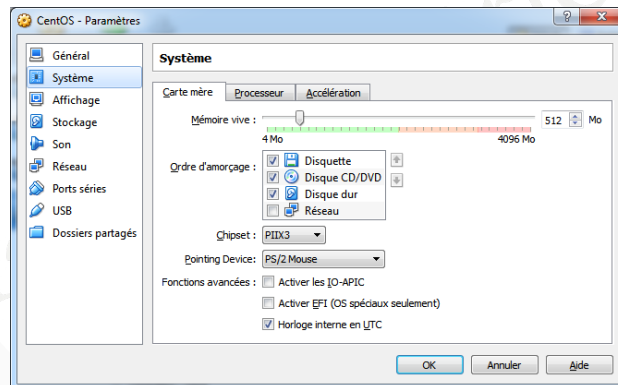 CentOS - Paramètres
Général
Système
Affichage
Stockage
Son
Réseau
Ports séries
USB
Dossiers partagés
Système
Carte mère Processeur Accélération
Mémoire vive : 512 Mo
4 Mo 4096 Mo
Ordre d'amorçage :
Disquette
Disque CD/DVD
Disque dur
Réseau
Chipset : PIIX3
Pointing Device: PS/2 Mouse
Fonctions avancées : Activer les IO-APIC
Activer EFI (OS spéciaux seulement)
Horloge interne en UTC
OK Annuler Aide